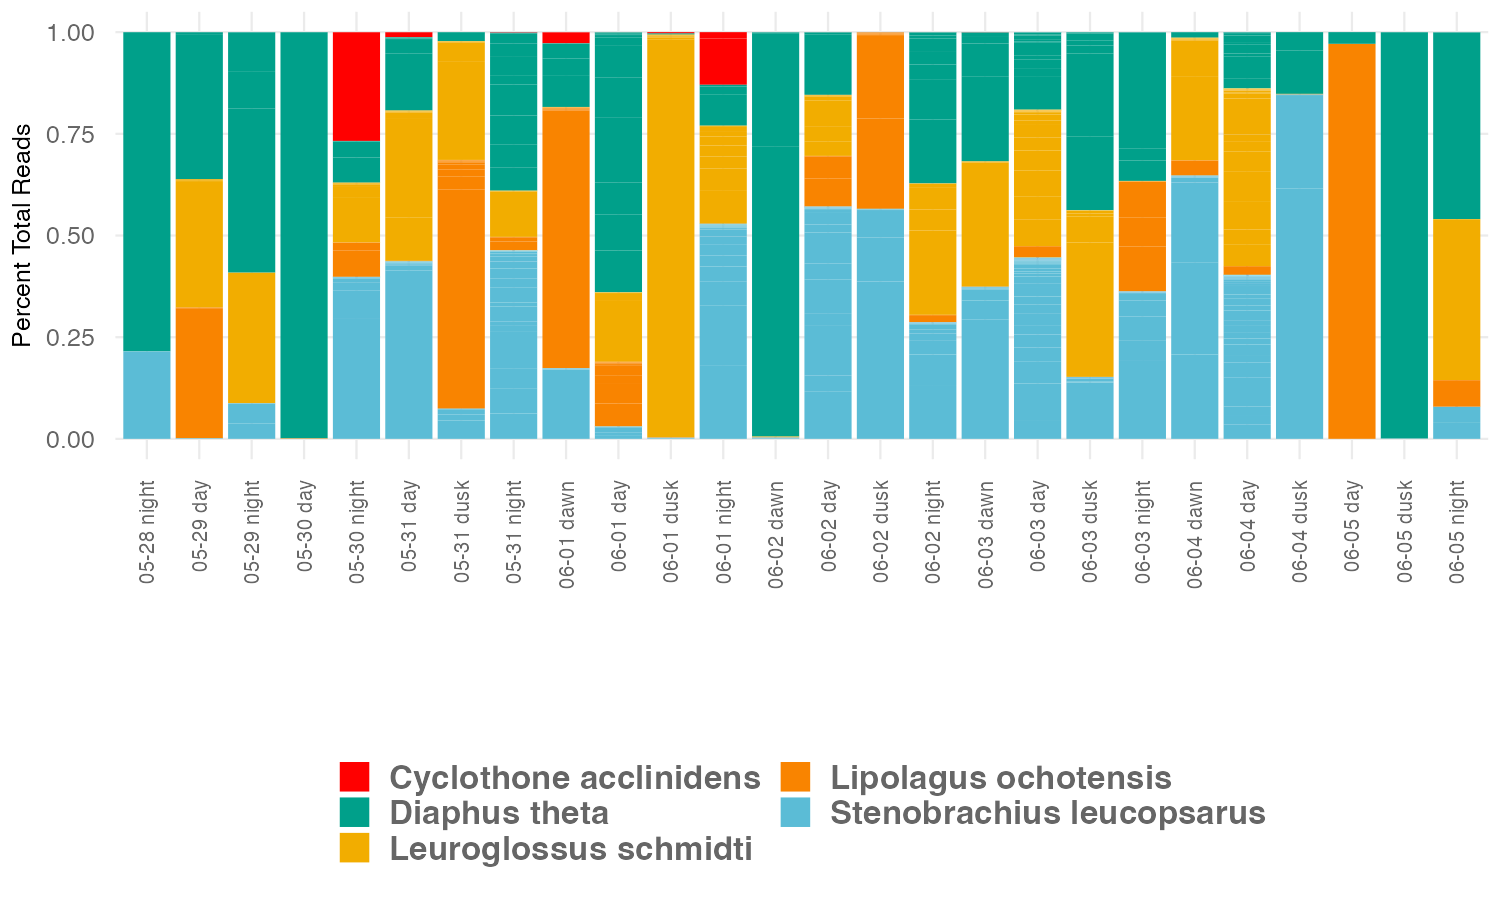 Percent Total Reads
1.00
0.75
0.50
0.25
0.00
05-28 night
05-29 day
05-29 night
05-30 day
05-30 night
05-31 day
05-31 dusk
05-31 night
06-01 dawn
06-01 day
06-01 dusk
06-01 night
06-02 dawn
06-02 day
06-02 dusk
06-02 night
06-03 dawn
06-03 day
06-03 dusk
06-03 night
06-04 dawn
06-04 day
06-04 dusk
06-05 day
06-05 dusk
06-05 night
Cyclothone acclinidens
Diaphus theta
Leuroglossus schmidti
Lipolagus ochotensis
Stenobrachius leucopsarus